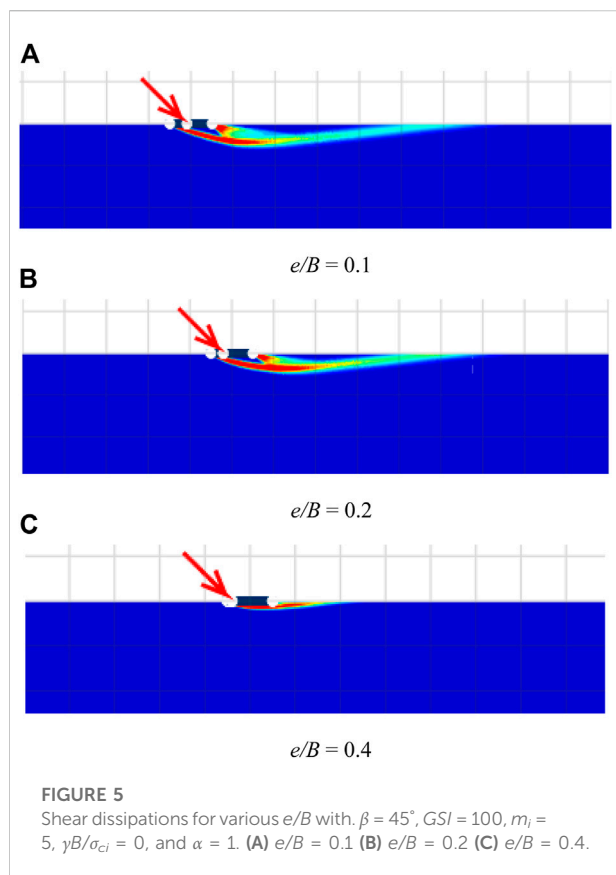 A
e/B = 0.1
B
e/B = 0.2
C
e/B = 0.4
FIGURE 5
Shear dissipations for various e/B with. β = 45°, GSI = 100, mᵢ =
5, γB/σ_ci = 0, and α = 1. (A) e/B = 0.1 (B) e/B = 0.2 (C) e/B = 0.4.